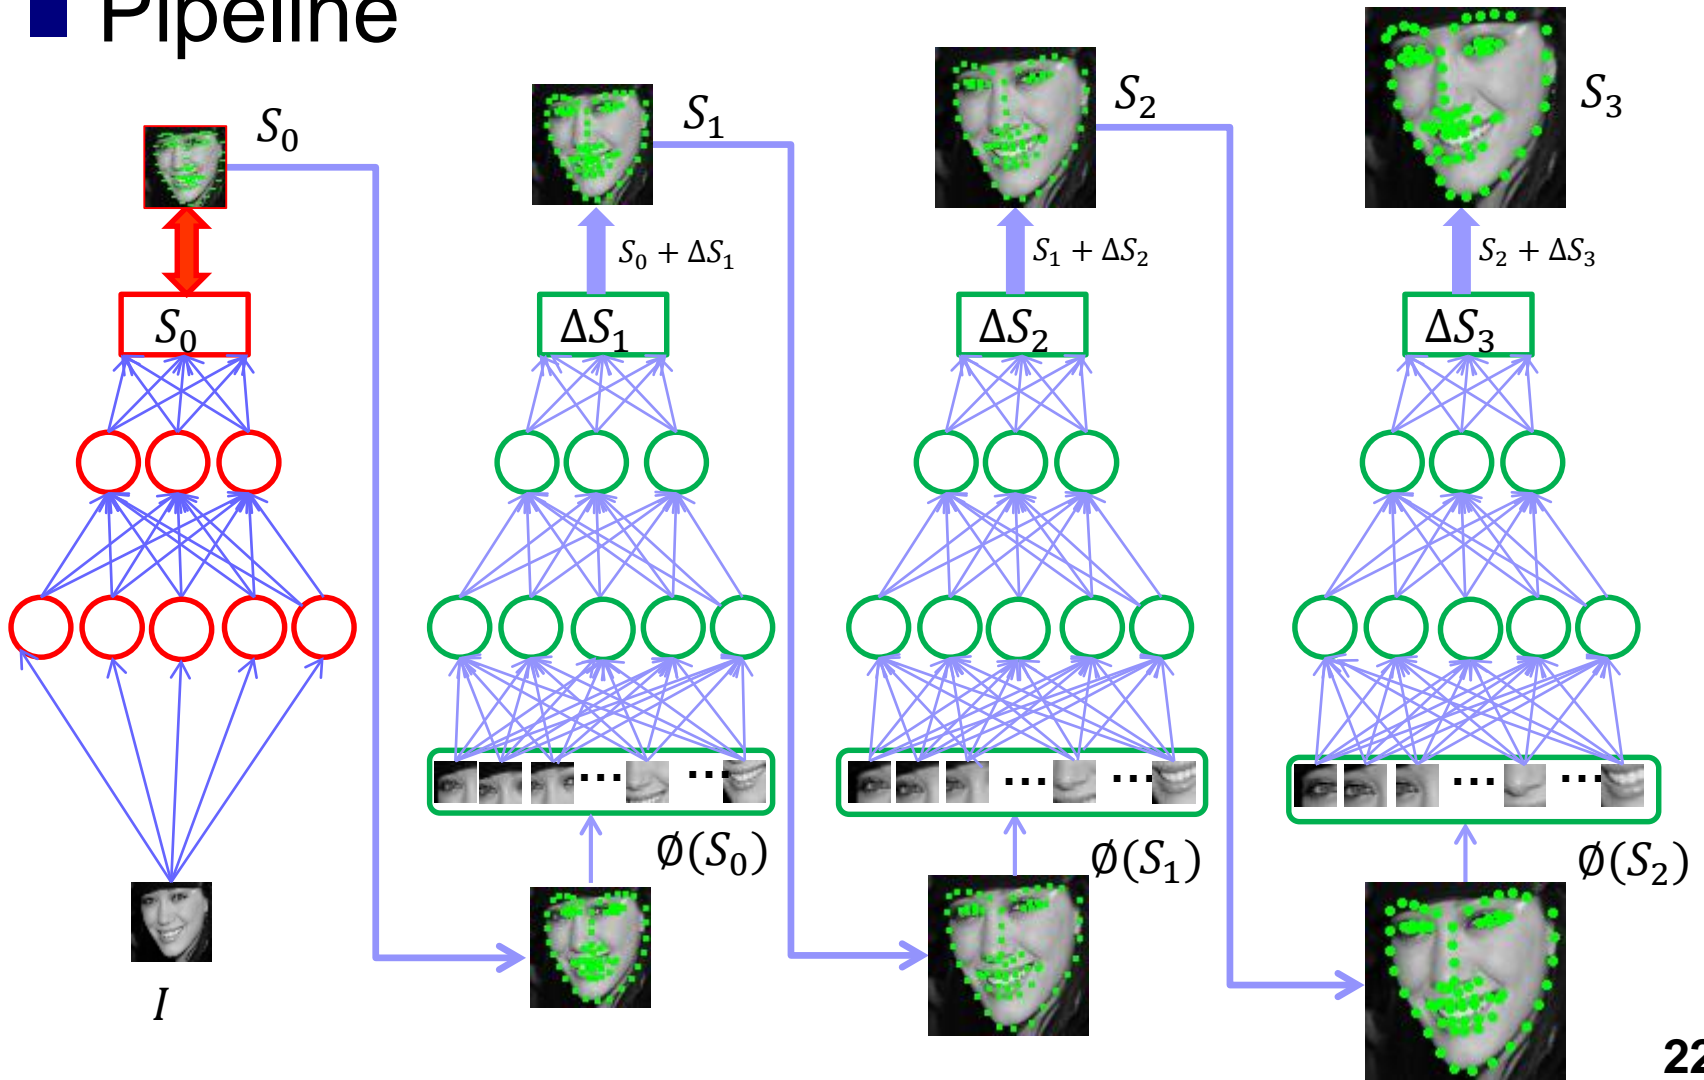 Pipeline
S₀
S₁
S₂
S₃
S₀ + ΔS₁
S₁ + ΔS₂
S₂ + ΔS₃
S₀
ΔS₁
ΔS₂
ΔS₃
...
...
...
...
...
...
∅(S₀)
∅(S₁)
∅(S₂)
I
22